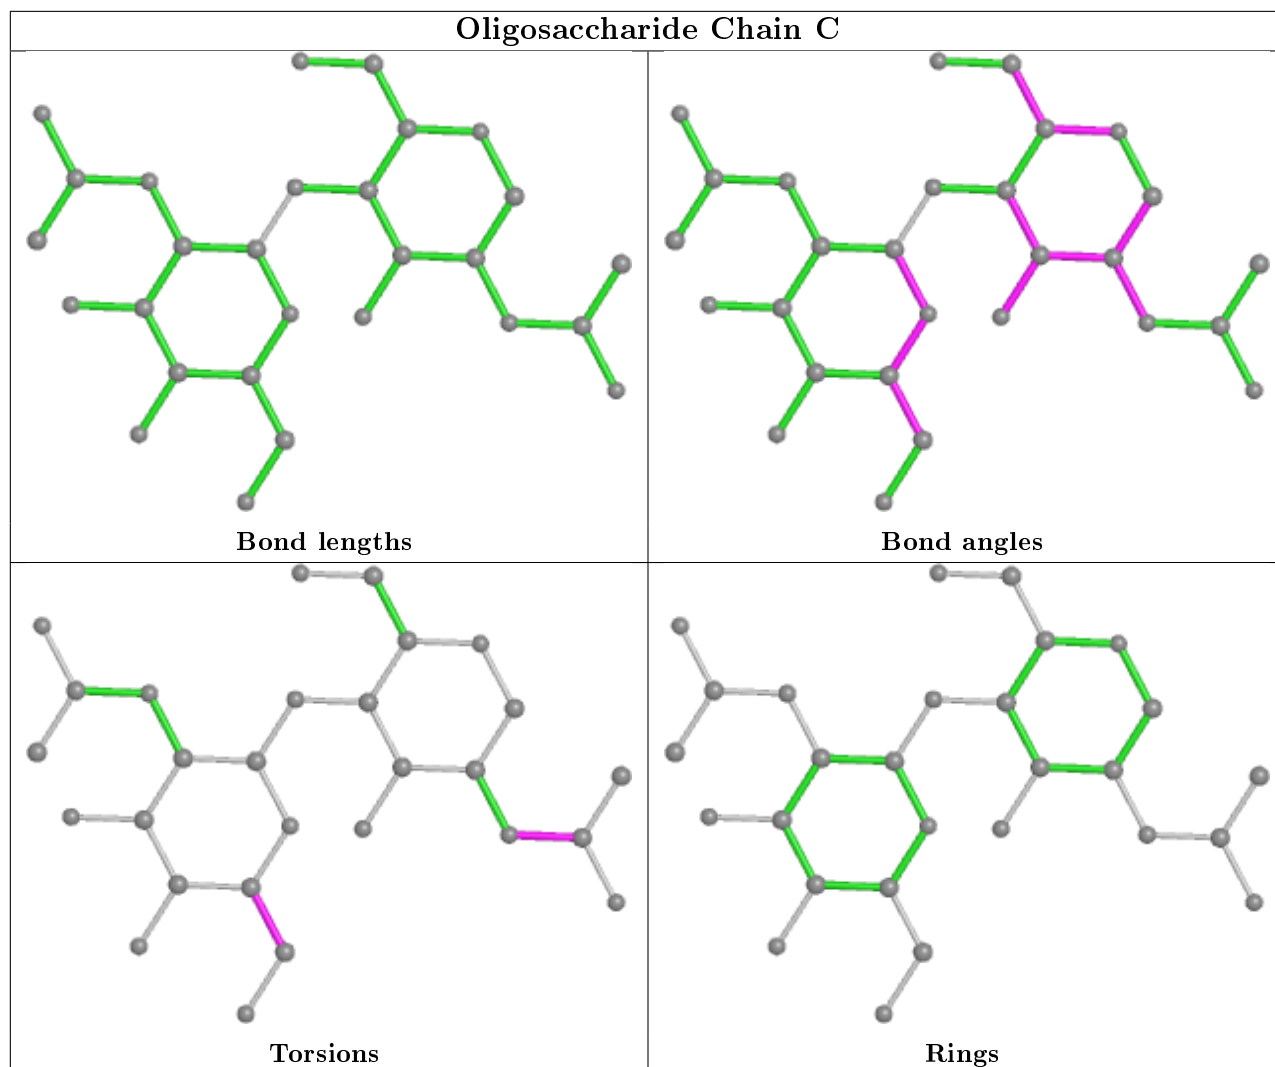 Oligosaccharide Chain C
Bond lengths
Bond angles
Torsions
Rings